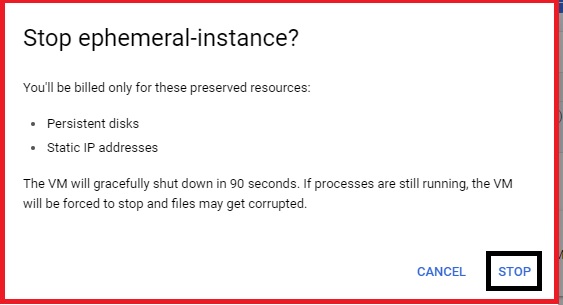 Stop ephemeral-instance?
You'll be billed only for these preserved resources:
• Persistent disks
• Static IP addresses
The VM will gracefully shut down in 90 seconds. If processes are still running, the VM
will be forced to stop and files may get corrupted.
CANCEL STOP